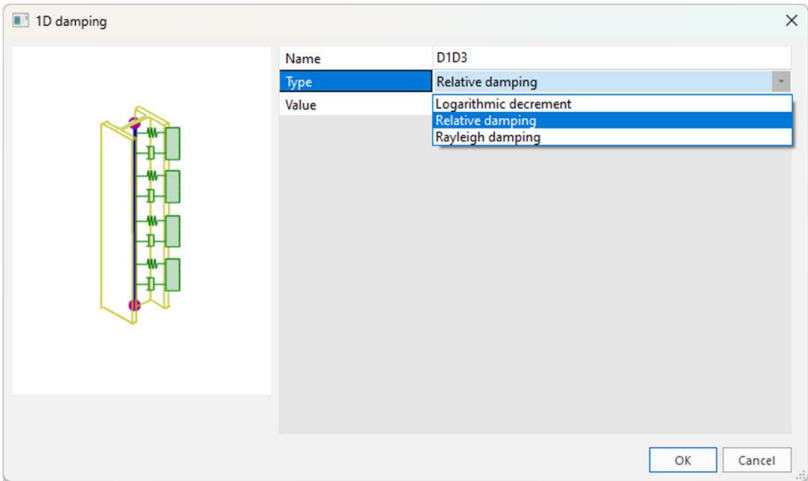 1D damping
Name D1D3
Type Relative damping
Value
Logarithmic decrement
Relative damping
Rayleigh damping
OK Cancel